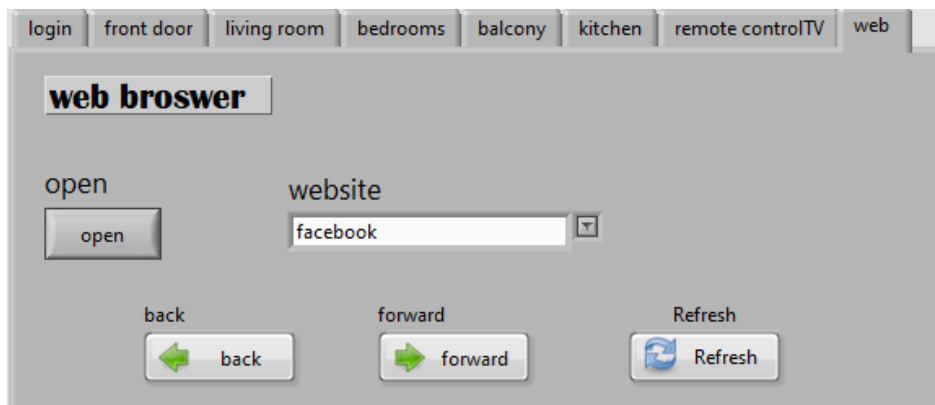 login front door living room bedrooms balcony kitchen remote controlTV web
web broswer
open website
open facebook
back forward Refresh
back forward Refresh